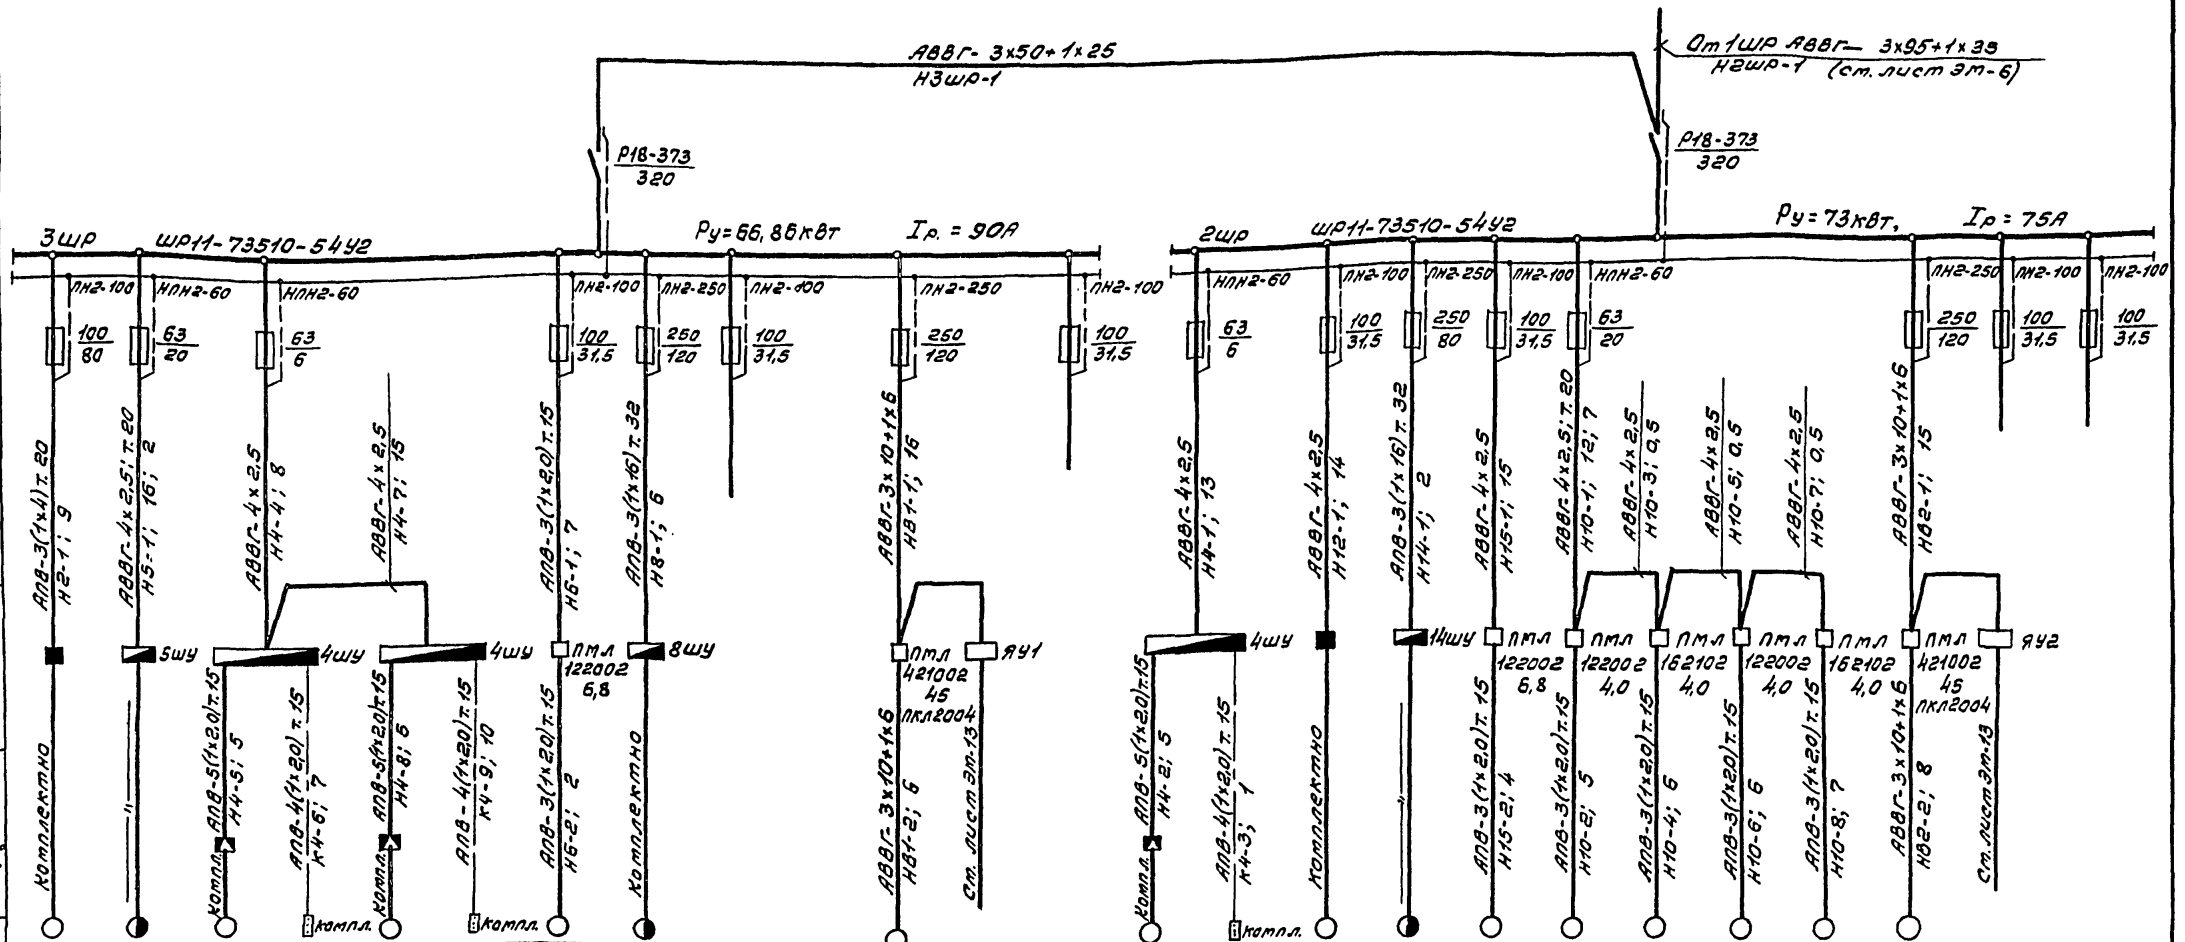 АВВГ- 3х50+1х25
Н3ШР-1
От 1ШР АВВГ- 3х95+1х35
Н2ШР-1 (см. лист ЭМ-6)
Р18-373
320
Р18-373
320
3ШР
ШР11-73510-54У2
Ру=66,86кВт
Iр.=90А
2ШР
ШР11-73510-54У2
Ру=73кВт,
Iр=75А
ПН2-100
НПН2-60
НПН2-60
ПН2-100
ПН2-250
ПН2-100
ПН2-250
ПН2-100
НПН2-60
ПН2-100
ПН2-250
ПН2-100
НПН2-60
ПН2-250
ПН2-100
ПН2-100
100
80
63
20
63
6
100
31,5
250
120
100
31,5
250
120
100
31,5
63
6
100
31,5
250
80
100
31,5
63
20
250
120
100
31,5
100
31,5
АПВ-3(1х4)т.20
Н2-1; 9
АВВГ-4х2,5; т.20
Н5-1; 16; 2
АВВГ-4х2,5
Н4-4; 8
АВВГ-4х2,5
Н4-7; 15
АПВ-3(1х2,0)т.15
Н6-1; 7
АПВ-3(1х16)т.32
Н8-1; 6
АВВГ-3х10+1х6
НВ1-1; 16
АВВГ-4х2,5
Н4-1; 13
АВВГ-4х2,5
Н12-1; 14
АПВ-3(1х16)т.32
Н14-1; 2
АВВГ-4х2,5
Н15-1; 15
АВВГ-4х2,5; т.20
Н10-1; 12; 7
АВВГ-4х2,5
Н10-3; 0,5
АВВГ-4х2,5
Н10-5; 0,5
АВВГ-4х2,5
Н10-7; 0,5
АВВГ-3х10+1х6
НВ2-1; 15
5ШУ
4ШУ
4ШУ
ПМЛ
122002
6,8
8ШУ
ПМЛ
421002
45
ПКЛ2004
ЯУ1
4ШУ
14ШУ
ПМЛ
122002
6,8
ПМЛ
122002
4,0
ПМЛ
162102
4,0
ПМЛ
122002
4,0
ПМЛ
162102
4,0
ПМЛ
421002
45
ПКЛ2004
ЯУ2
Комплектно
—"—
Компл.
АПВ-5(1х2,0)т.15
Н4-5; 5
АПВ-4(1х2,0)т.15
К4-6; 7
компл.
Компл.
АПВ-5(1х2,0)т.15
Н4-8; 5
АПВ-4(1х2,0)т.15
К4-9; 10
компл.
АПВ-3(1х2,0)т.15
Н6-2; 2
Комплектно
АВВГ-3х10+1х6
НВ1-2; 6
См. лист ЭМ-13
Компл.
АПВ-5(1х2,0)т.15
Н4-2; 5
АПВ-4(1х2,0)т.15
К4-3; 1
компл.
Комплектно
—"—
АПВ-3(1х2,0)т.15
Н15-2; 4
АПВ-3(1х2,0)т.15
Н10-2; 5
АПВ-3(1х2,0)т.15
Н10-4; 6
АПВ-3(1х2,0)т.15
Н10-6; 6
АПВ-3(1х2,0)т.15
Н10-8; 7
АВВГ-3х10+1х6
НВ2-2; 8
См. лист ЭМ-13